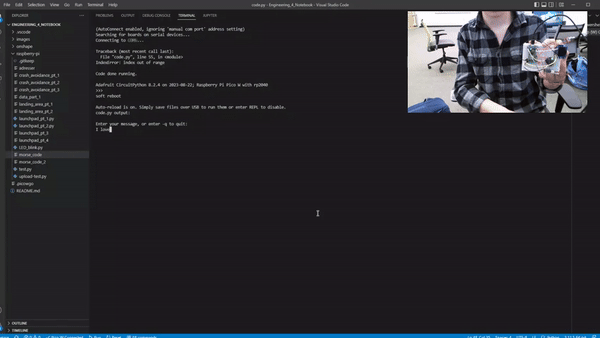 File Edit Selection View Go Run Terminal Help
code.py - Engineering_4_Notebook - Visual Studio Code
EXPLORER
PROBLEMS OUTPUT DEBUG CONSOLE TERMINAL JUPYTER
ENGINEERING_4_NOTEBOOK
.vscode
images
onshape
raspberry-pi
.gitkeep
crash_avoidance_pt_1
crash_avoidance_pt_2
crash_avoidance_pt_3
data_part_1
landing_area_pt_1
landing_area_pt_2
launchpad_pt_1.py
launchpad_pt_2.py
launchpad_pt_3
launchpad_pt_4
LED_blink.py
morse_code
morse_code_2
test.py
upload-test.py
.picowgo
README.md
OUTLINE
TIMELINE
(AutoConnect enabled, ignoring 'manual com port' address setting)
Searching for boards on serial devices...
Connecting to
Traceback (most recent call last):
File "code.py", line 55, in <module>
IndexError: index out of range
Code done running.
Adafruit CircuitPython 8.2.4 on 2023-08-22; Raspberry Pi Pico W with rp2040
>>>
soft reboot
Auto-reload is on. Simply save files over USB to run them or enter REPL to disable.
code.py output:
Enter your message, or enter -q to quit:
I love